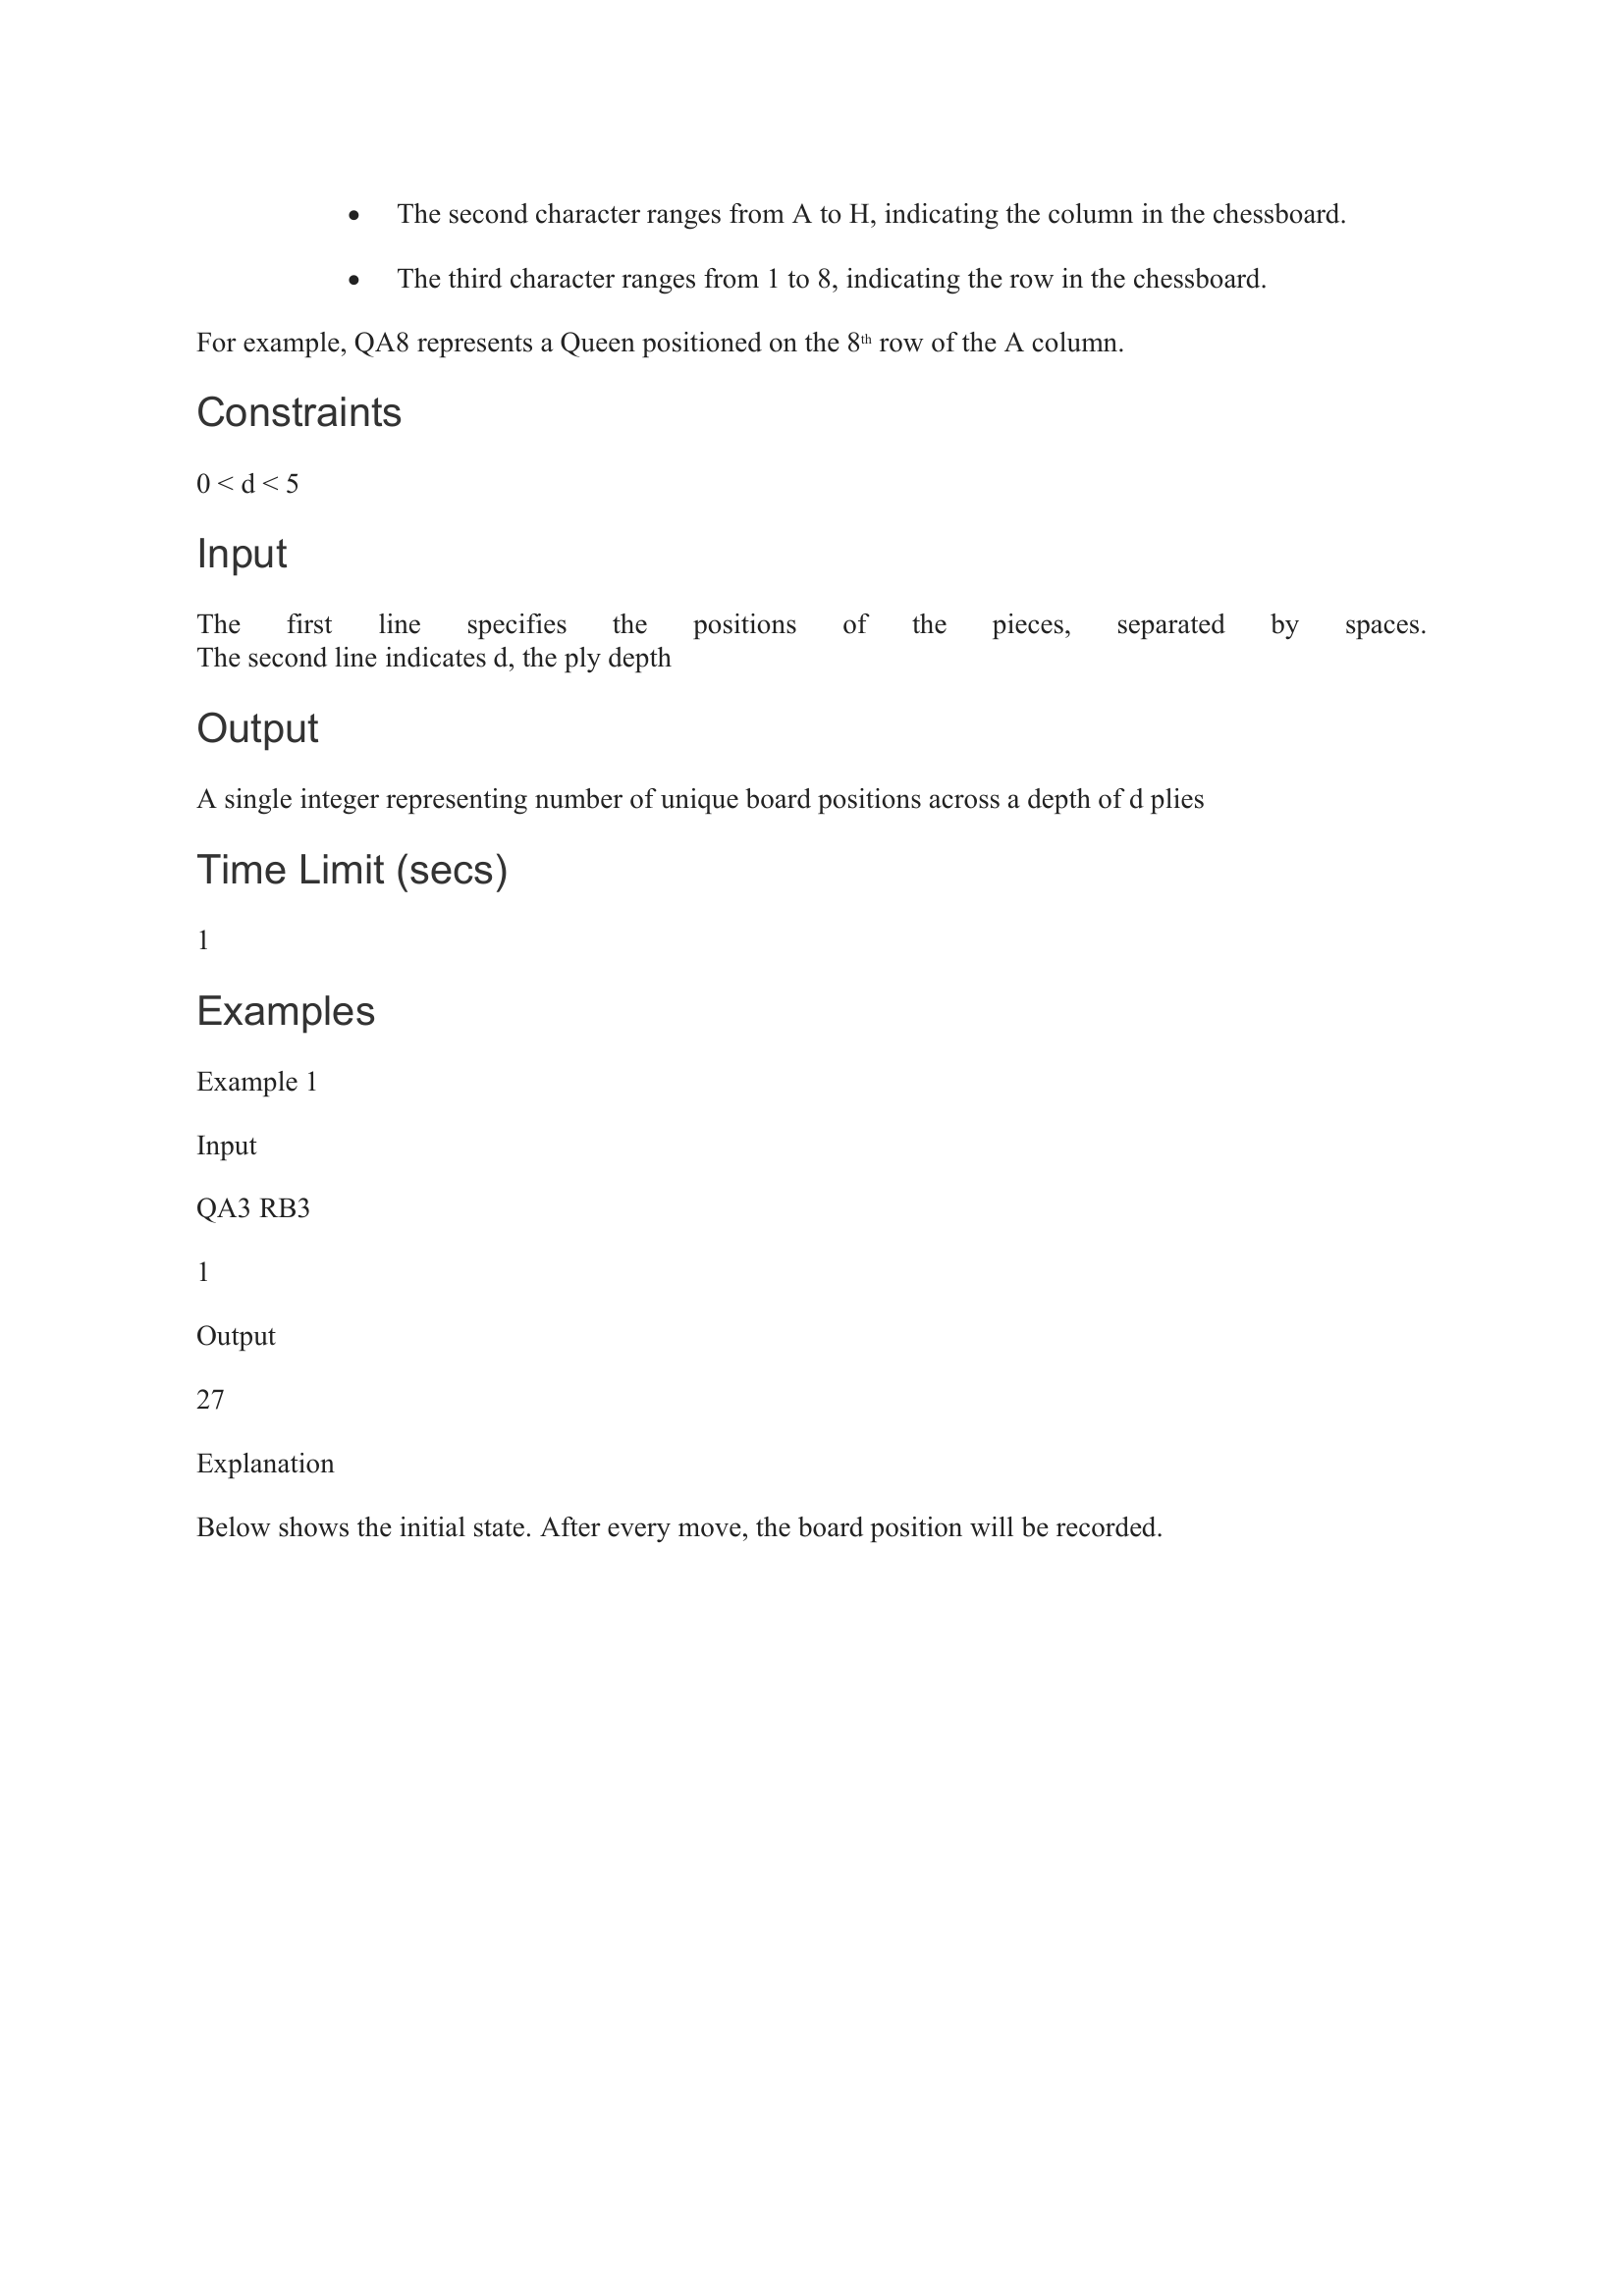 • The second character ranges from A to H, indicating the column in the chessboard.
• The third character ranges from 1 to 8, indicating the row in the chessboard.
For example, QA8 represents a Queen positioned on the 8th row of the A column.
Constraints
0 < d < 5
Input
The first line specifies the positions of the pieces, separated by spaces.
The second line indicates d, the ply depth
Output
A single integer representing number of unique board positions across a depth of d plies
Time Limit (secs)
1
Examples
Example 1
Input
QA3 RB3
1
Output
27
Explanation
Below shows the initial state. After every move, the board position will be recorded.